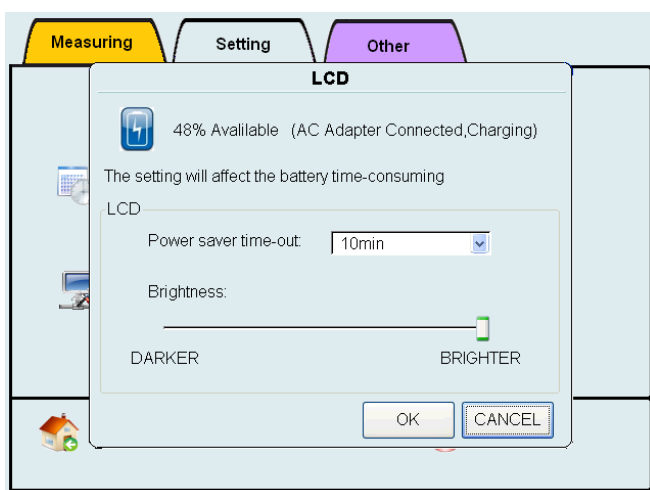 Measuring Setting Other
LCD
48% Avalilable (AC Adapter Connected,Charging)
The setting will affect the battery time-consuming
LCD
Power saver time-out: 10min
Brightness:
DARKER BRIGHTER
OK CANCEL